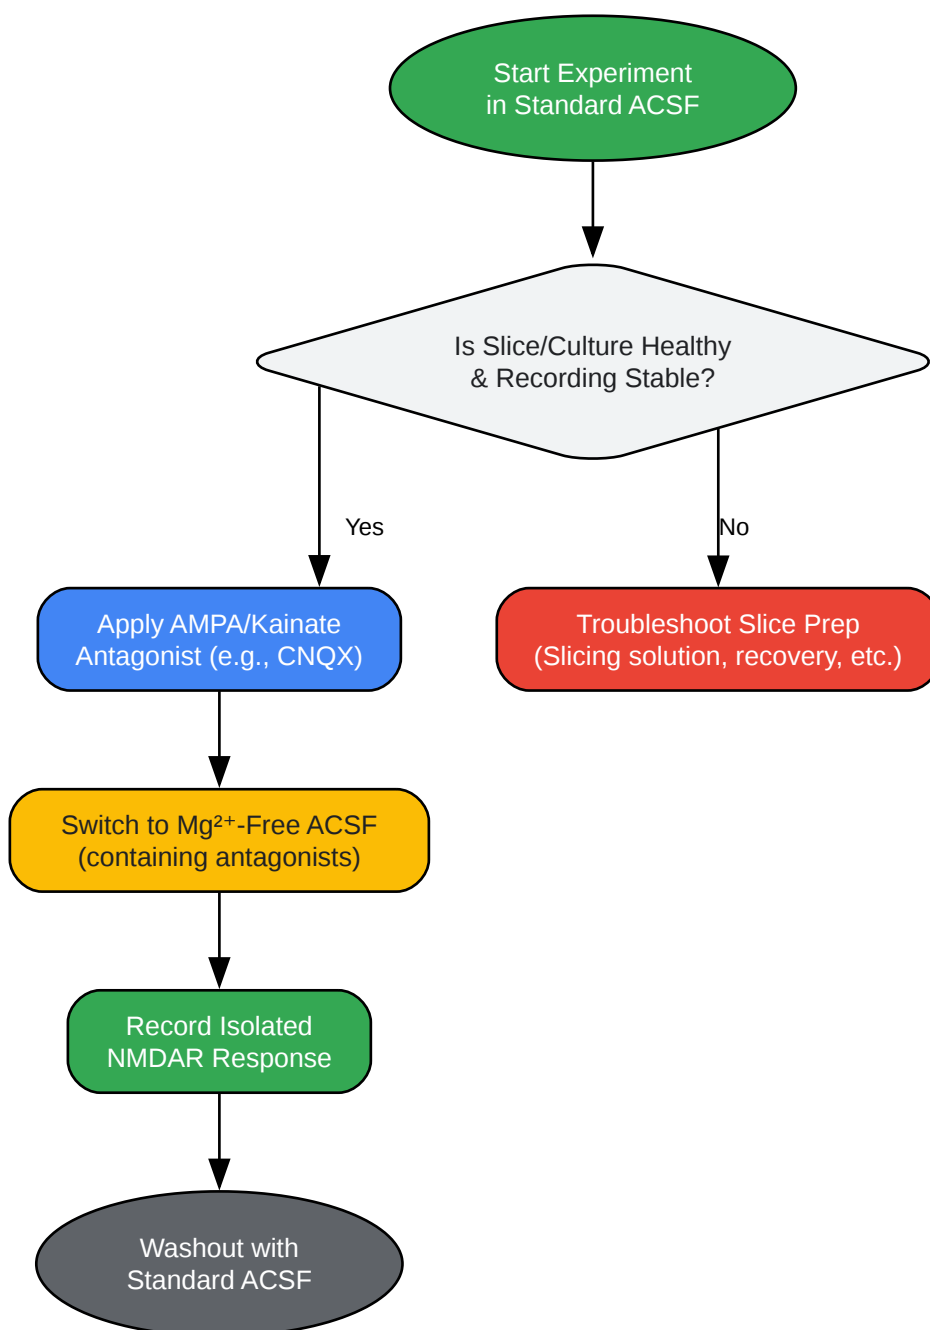 Start Experiment
in Standard ACSF
Is Slice/Culture Healthy
& Recording Stable?
Yes
No
Apply AMPA/Kainate
Antagonist (e.g., CNQX)
Troubleshoot Slice Prep
(Slicing solution, recovery, etc.)
Switch to Mg²⁺-Free ACSF
(containing antagonists)
Record Isolated
NMDAR Response
Washout with
Standard ACSF